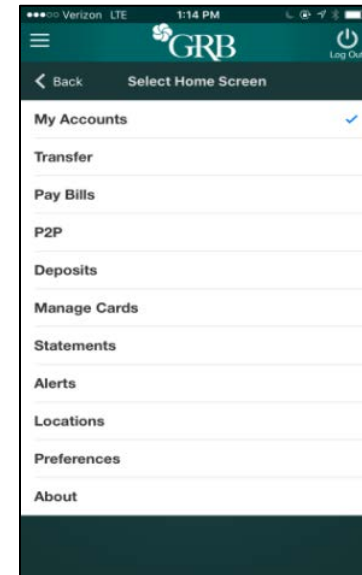 Verizon LTE 1:14 PM
GRB
Log Out
Back Select Home Screen
My Accounts
Transfer
Pay Bills
P2P
Deposits
Manage Cards
Statements
Alerts
Locations
Preferences
About